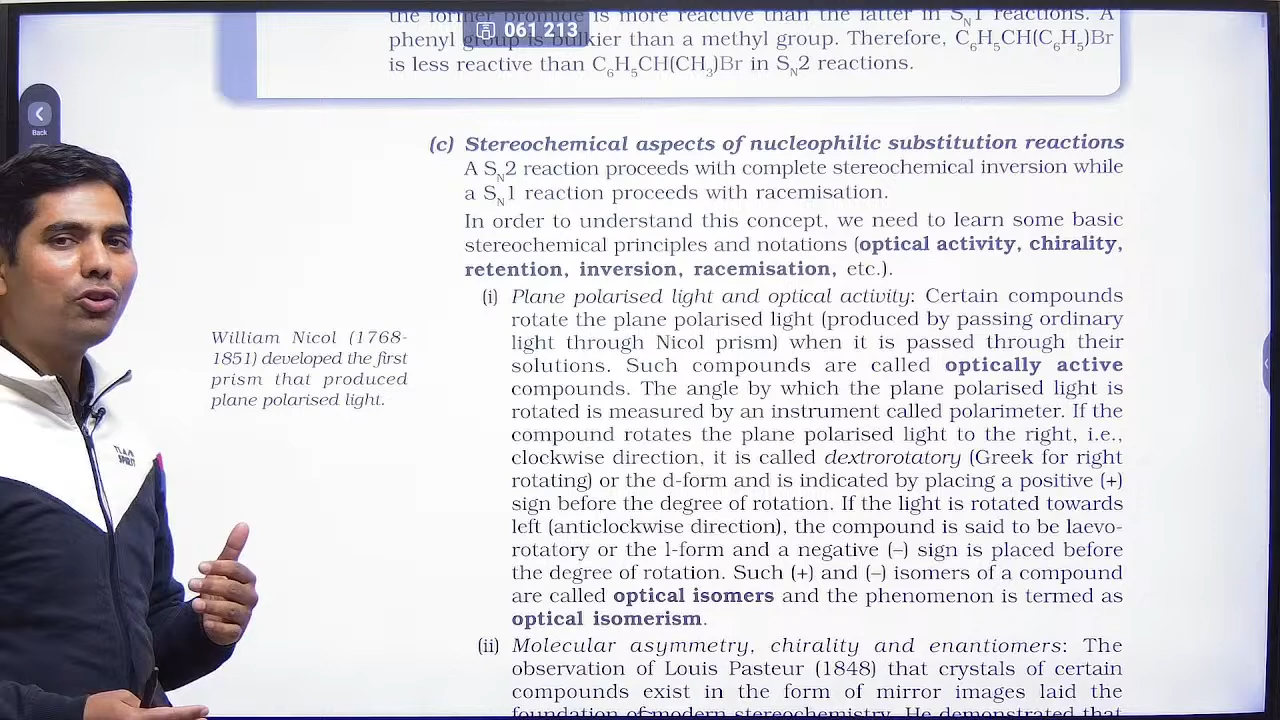 the former bromide is more reactive than the latter in SN1 reactions. A
061 213
phenyl group is bulkier than a methyl group. Therefore, C6H5CH(C6H5)Br
is less reactive than C6H5CH(CH3)Br in SN2 reactions.
Back
(c) Stereochemical aspects of nucleophilic substitution reactions
A SN2 reaction proceeds with complete stereochemical inversion while
a SN1 reaction proceeds with racemisation.
In order to understand this concept, we need to learn some basic
stereochemical principles and notations (optical activity, chirality,
retention, inversion, racemisation, etc.).
William Nicol (1768-
1851) developed the first
prism that produced
plane polarised light.
(i) Plane polarised light and optical activity: Certain compounds
rotate the plane polarised light (produced by passing ordinary
light through Nicol prism) when it is passed through their
solutions. Such compounds are called optically active
compounds. The angle by which the plane polarised light is
rotated is measured by an instrument called polarimeter. If the
compound rotates the plane polarised light to the right, i.e.,
clockwise direction, it is called dextrorotatory (Greek for right
rotating) or the d-form and is indicated by placing a positive (+)
sign before the degree of rotation. If the light is rotated towards
left (anticlockwise direction), the compound is said to be laevo-
rotatory or the l-form and a negative (–) sign is placed before
the degree of rotation. Such (+) and (–) isomers of a compound
are called optical isomers and the phenomenon is termed as
optical isomerism.
(ii) Molecular asymmetry, chirality and enantiomers: The
observation of Louis Pasteur (1848) that crystals of certain
compounds exist in the form of mirror images laid the
foundation of modern stereochemistry. He demonstrated that
TEAM
SPIRIT